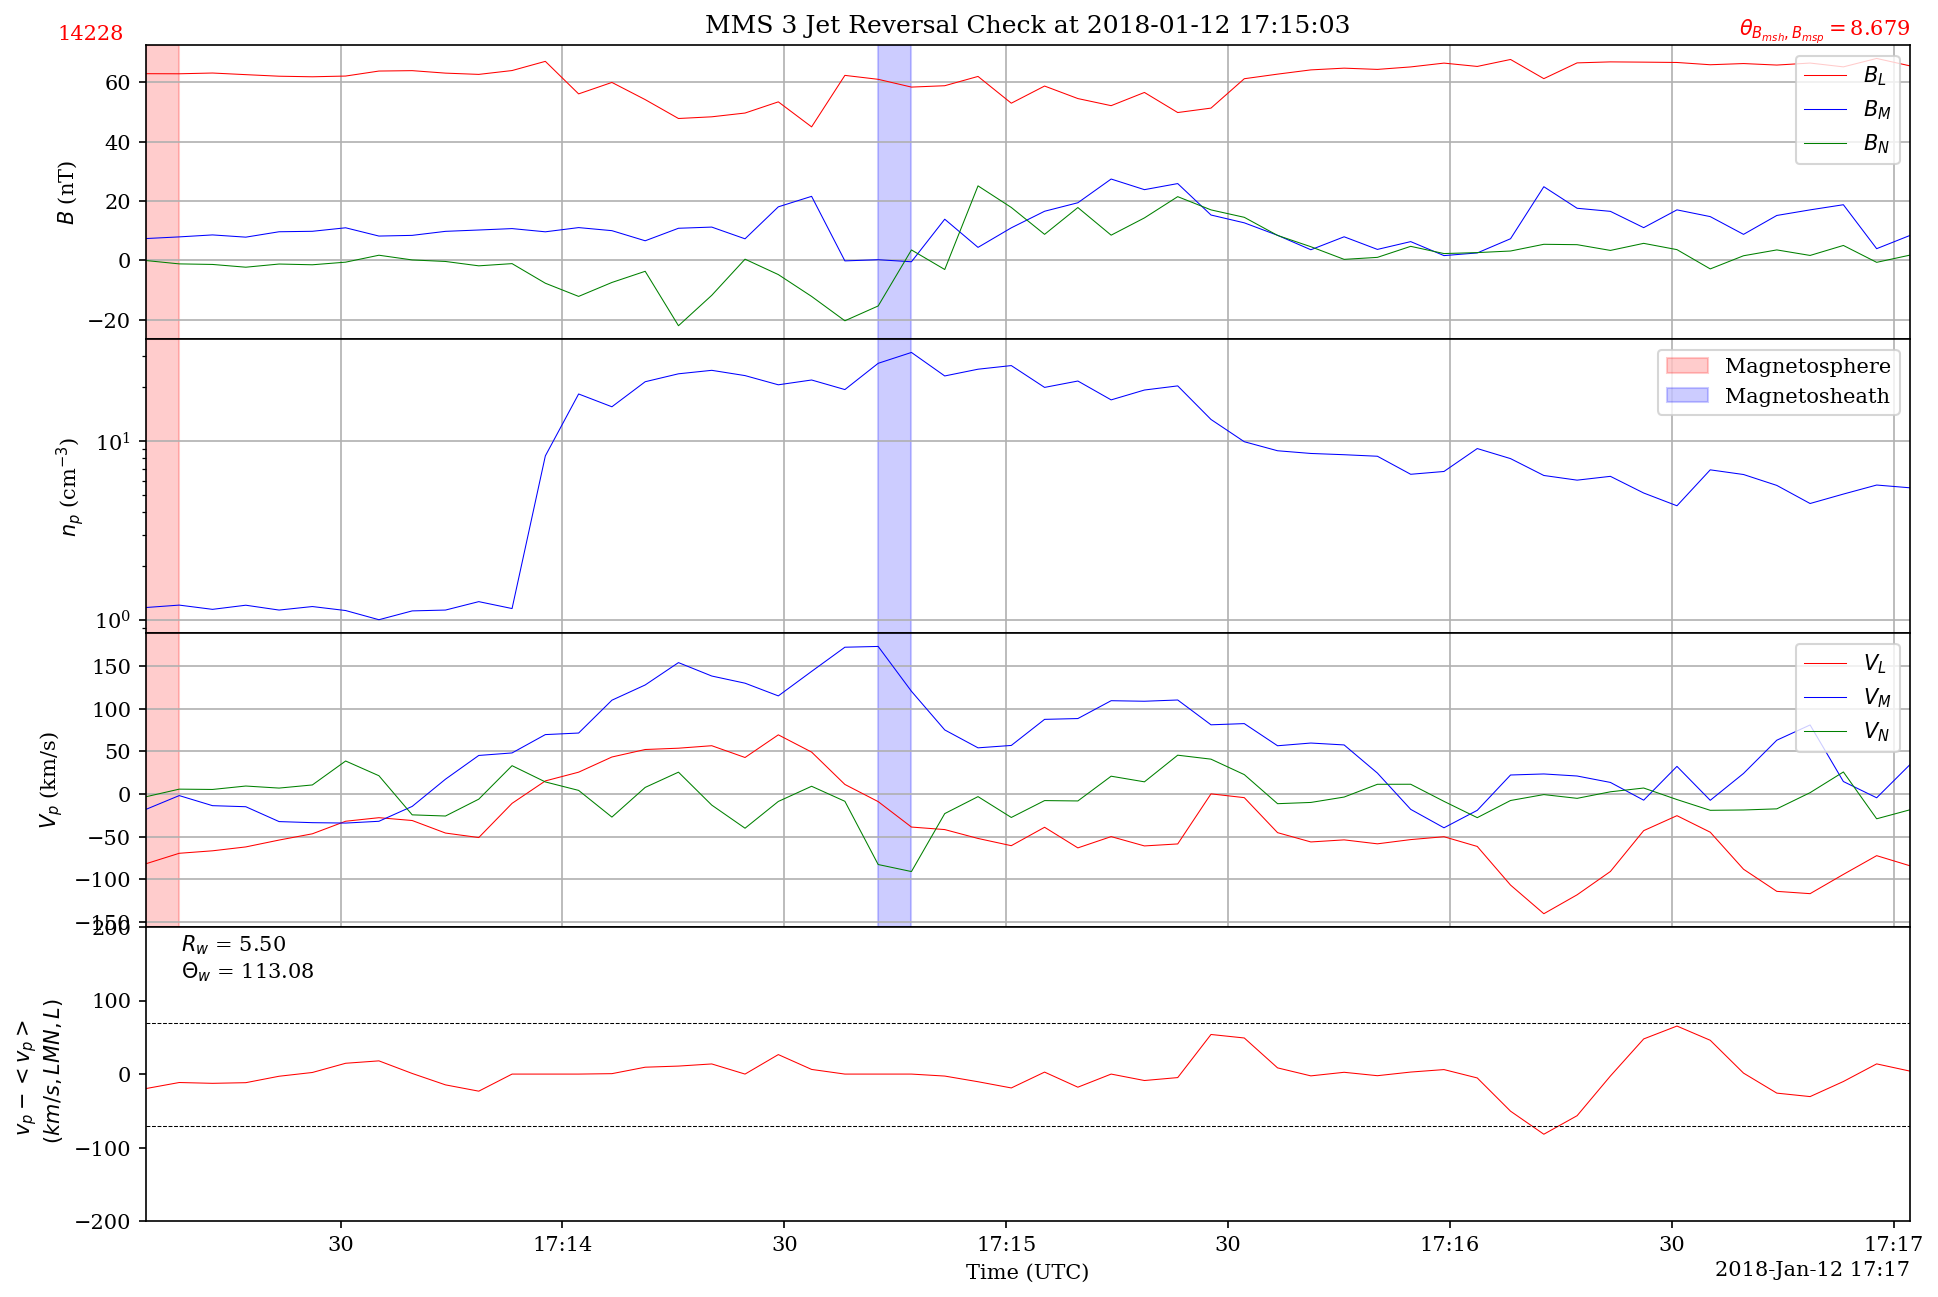 MMS 3 Jet Reversal Check at 2018-01-12 17:15:03
14228
θ_{B_{msh}, B_{msp}} = 8.679
60
40
20
0
−20
B (nT)
B_L
B_M
B_N
10^1
10^0
n_p (cm^{−3})
Magnetosphere
Magnetosheath
150
100
50
0
−50
−100
−150
V_p (km/s)
V_L
V_M
V_N
200
100
0
−100
−200
v_p − < v_p >
(km/s, LMN, L)
R_w = 5.50
Θ_w = 113.08
30
17:14
30
17:15
30
17:16
30
17:17
Time (UTC)
2018-Jan-12 17:17